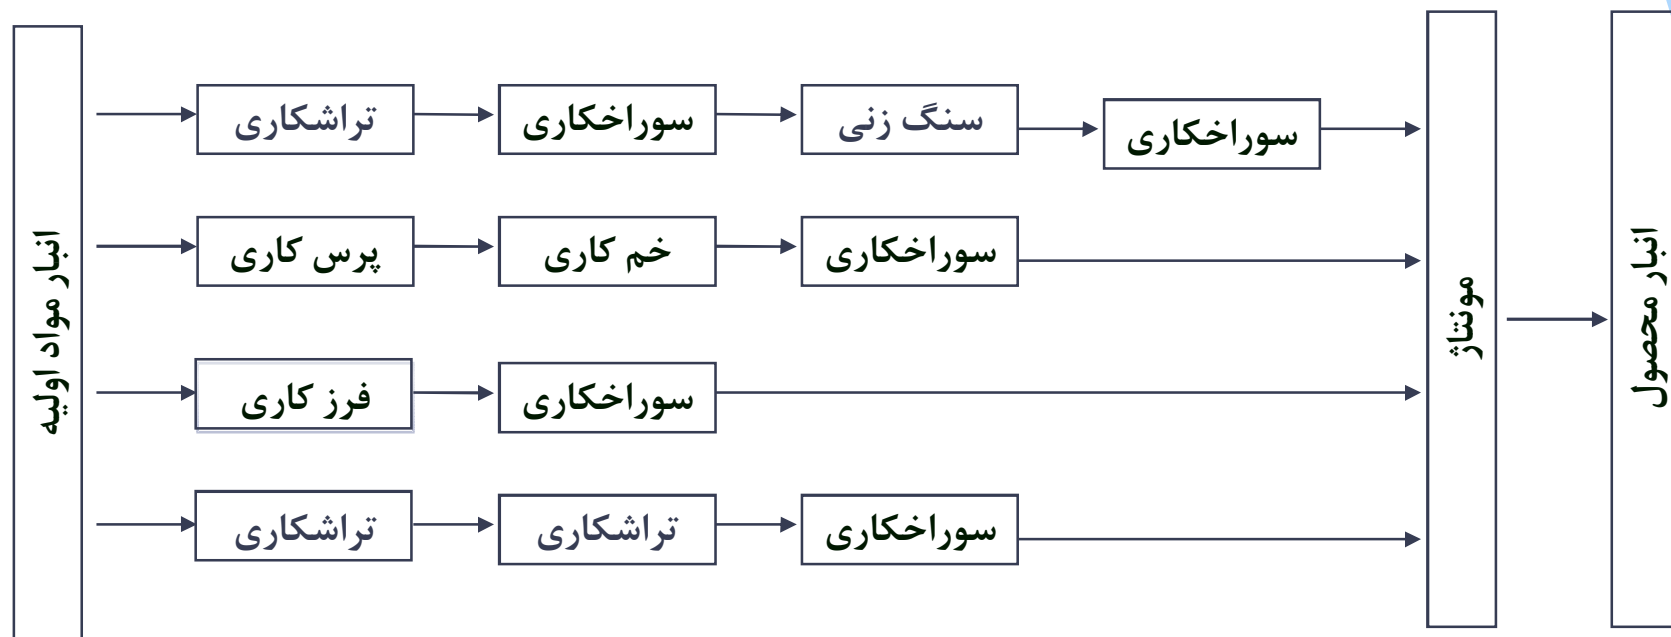 انبار مواد اولیه
تراشکاری
سوراخکاری
سنگ زنی
سوراخکاری
پرس کاری
خم کاری
سوراخکاری
فرز کاری
سوراخکاری
تراشکاری
تراشکاری
سوراخکاری
مونتاژ
انبار محصول